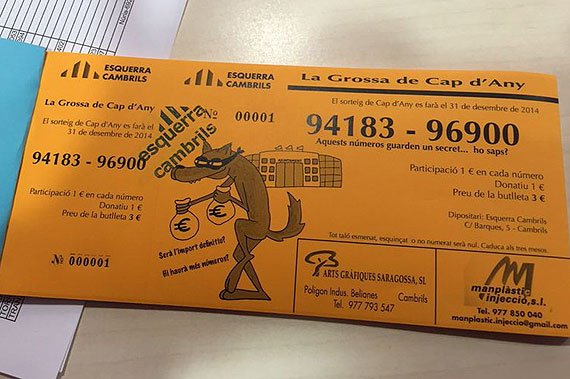 ESQUERRA
CAMBRILS
La Grossa de Cap d'Any
El sorteig de Cap d'Any es farà el
31 de desembre de 2014
94183 - 96900
Participació 1 € en cada número
Donatiu 1 €
Preu de la butlleta 3 €
№ 000001
ESQUERRA
CAMBRILS
№ 00001
esquerra
cambrils
Serà l'import definitiu?
Hi haurà més números?
La Grossa de Cap d'Any
El sorteig de Cap d'Any es farà el 31 de desembre de 2014
94183 - 96900
Aquests números guarden un secret... ho saps?
Participació 1 € en cada número
Donatiu 1 €
Preu de la butlleta 3 €
Dipositari: Esquerra Cambrils
C/ Barques, 5 - Cambrils
Tot taló esmenat, esquinçat o no numerat serà nul. Caduca als tres mesos.
ARTS GRÀFIQUES SARAGOSSA, SL
Polígon Indus. Belianes Cambrils
Tel. 977 793 547
manplàstic
injecció, s.l.
Tel. 977 850 040
manplastic.injeccio@gmail.com